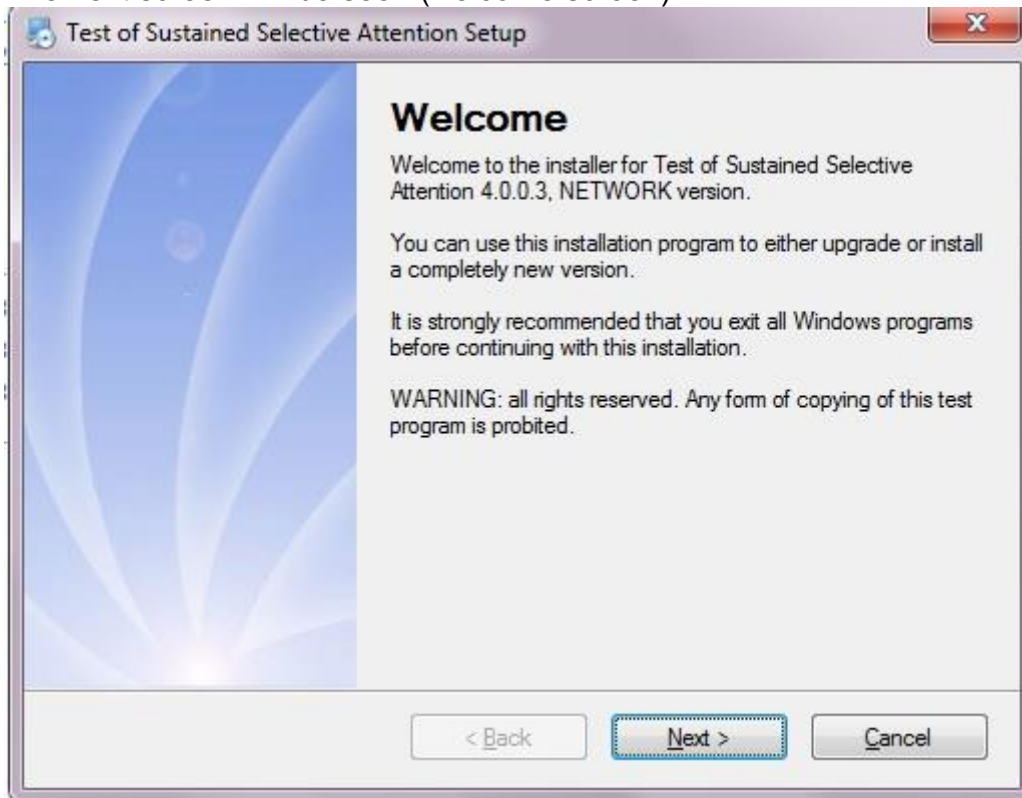 Test of Sustained Selective Attention Setup
Welcome
Welcome to the installer for Test of Sustained Selective
Attention 4.0.0.3, NETWORK version.
You can use this installation program to either upgrade or install
a completely new version.
It is strongly recommended that you exit all Windows programs
before continuing with this installation.
WARNING: all rights reserved. Any form of copying of this test
program is probited.
< Back
Next >
Cancel